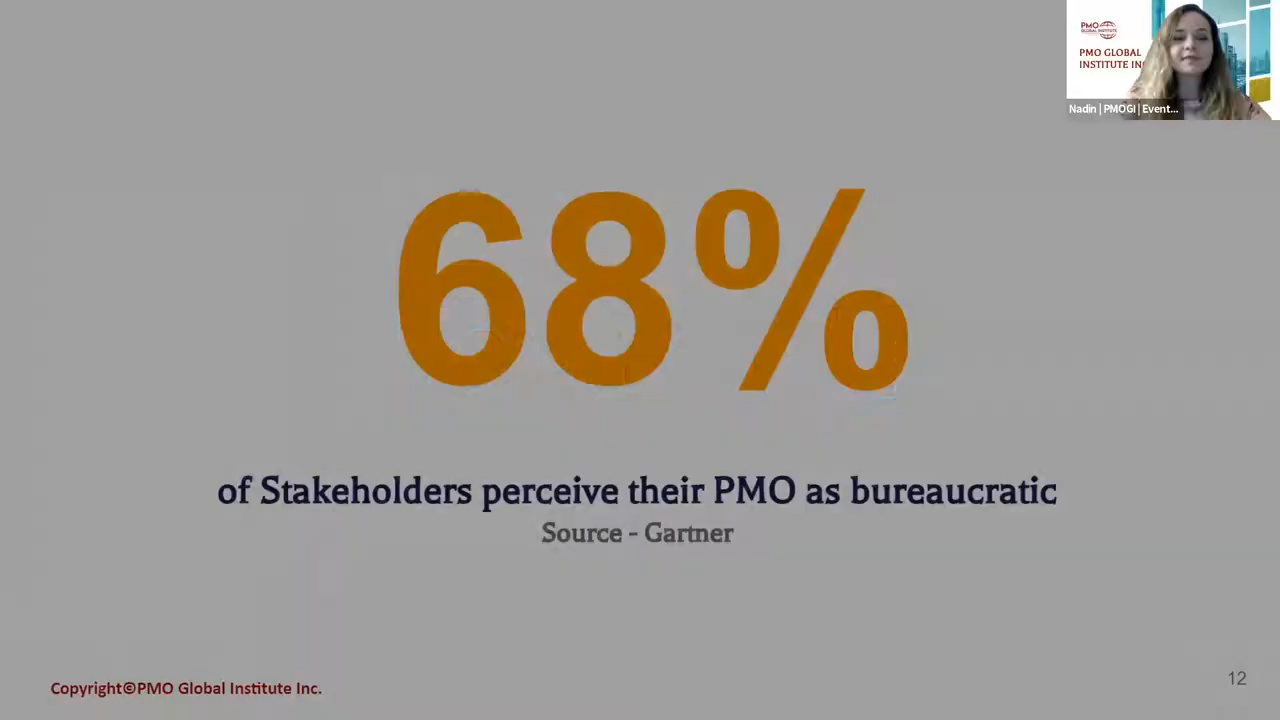 PMO
GLOBAL INSTITUTE
PMO GLOBAL
INSTITUTE INC
Nadin | PMOGI | Event...
68%
of Stakeholders perceive their PMO as bureaucratic
Source - Gartner
Copyright©PMO Global Institute Inc.
12